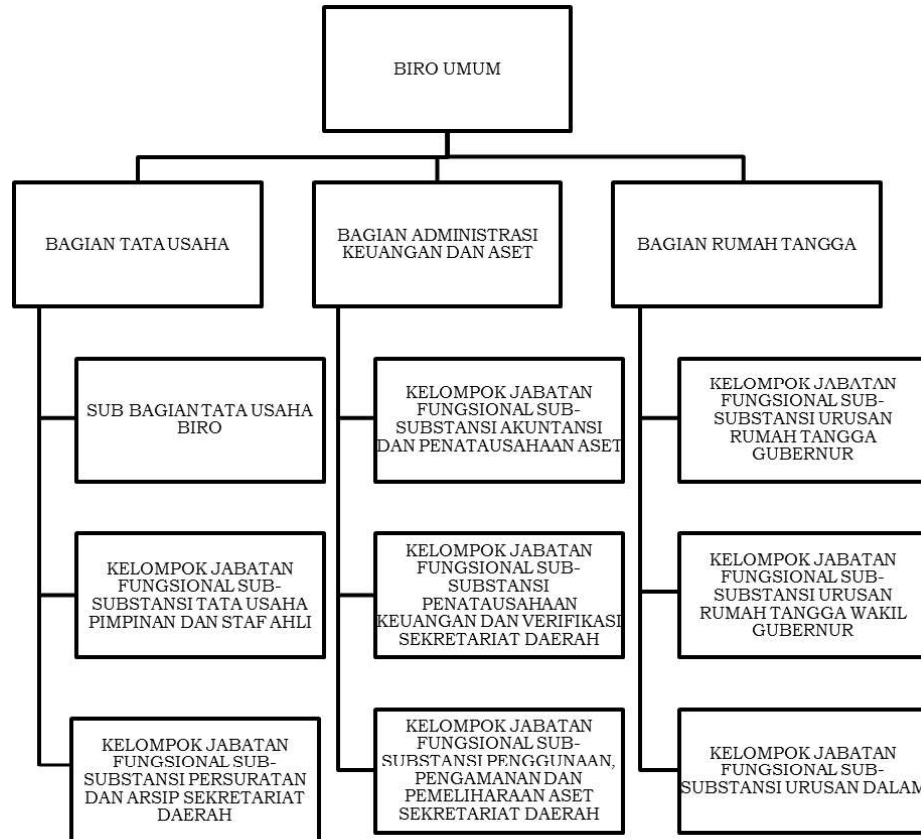 BIRO UMUM
BAGIAN TATA USAHA
BAGIAN ADMINISTRASI
KEUANGAN DAN ASET
BAGIAN RUMAH TANGGA
SUB BAGIAN TATA USAHA
BIRO
KELOMPOK JABATAN
FUNGSIONAL SUB-
SUBSTANSI AKUNTANSI
DAN PENATAUSAHAAN ASET
KELOMPOK JABATAN
FUNGSIONAL SUB-
SUBSTANSI URUSAN
RUMAH TANGGA
GUBERNUR
KELOMPOK JABATAN
FUNGSIONAL SUB-
SUBSTANSI TATA USAHA
PIMPINAN DAN STAF AHLI
KELOMPOK JABATAN
FUNGSIONAL SUB-
SUBSTANSI
PENATAUSAHAAN
KEUANGAN DAN VERIFIKASI
SEKRETARIAT DAERAH
KELOMPOK JABATAN
FUNGSIONAL SUB-
SUBSTANSI URUSAN
RUMAH TANGGA WAKIL
GUBERNUR
KELOMPOK JABATAN
FUNGSIONAL SUB-
SUBSTANSI PERSURATAN
DAN ARSIP SEKRETARIAT
DAERAH
KELOMPOK JABATAN
FUNGSIONAL SUB-
SUBSTANSI PENGGUNAAN,
PENGAMANAN DAN
PEMELIHARAAN ASET
SEKRETARIAT DAERAH
KELOMPOK JABATAN
FUNGSIONAL SUB-
SUBSTANSI URUSAN DALAM